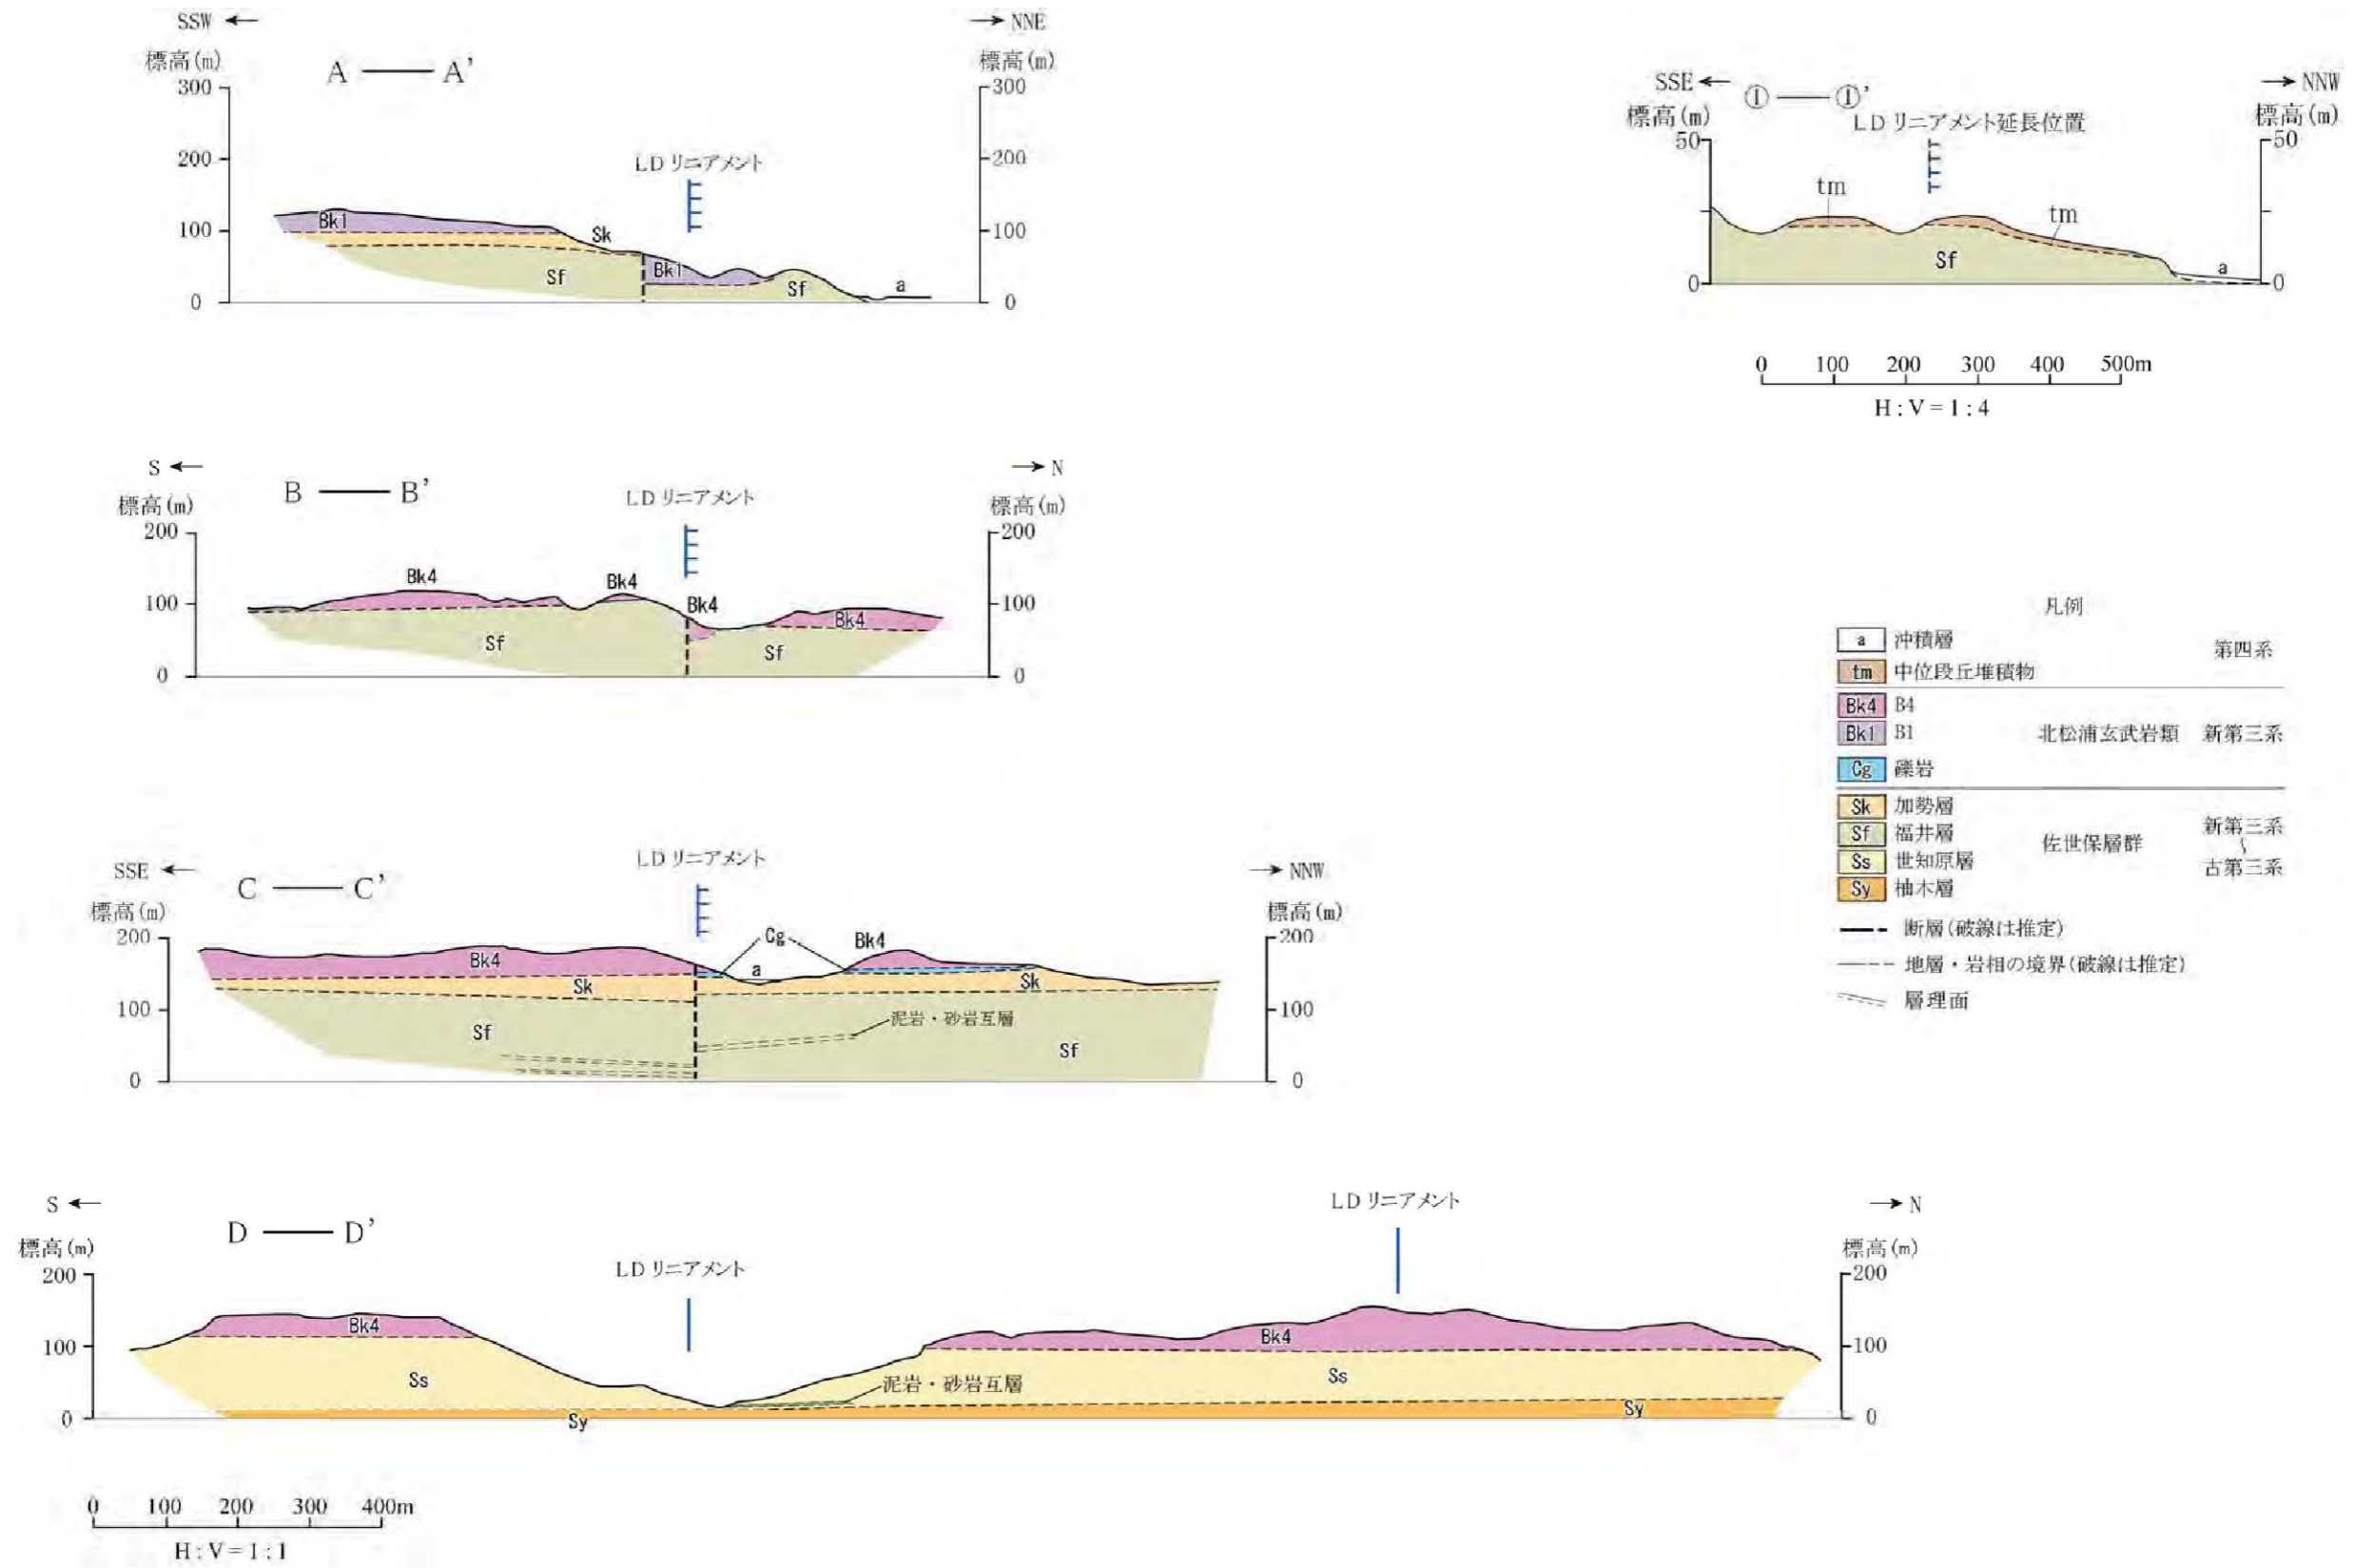 SSW ← → NNE
標高(m) 標高(m)
A — A’
300 300
200 200
LDリニアメント
100 100
0 0
Bk1
Sk
Bk1
Sf
Sf
a
SSE ← → NNW
標高(m) 標高(m)
① — ①’
LDリニアメント延長位置
50 50
tm
tm
Sf
a
0 0
0 100 200 300 400 500m
H:V=1:4
S ← → N
標高(m) 標高(m)
B — B’
LDリニアメント
200 200
100 100
0 0
Bk4
Bk4
Bk4
Bk4
Sf
Sf
凡例
a 沖積層
第四系
tm 中位段丘堆積物
Bk4 B4
Bk1 B1
北松浦玄武岩類 新第三系
Cg 礫岩
Sk 加勢層
Sf 福井層
Ss 世知原層
Sy 柚木層
佐世保層群
新第三系
〜
古第三系
断層(破線は推定)
地層・岩相の境界(破線は推定)
層理面
SSE ← → NNW
標高(m) 標高(m)
C — C’
LDリニアメント
200 200
100 100
0 0
Cg
Bk4
Bk4
a
Sk
Sk
泥岩・砂岩互層
Sf
Sf
S ← → N
標高(m) 標高(m)
D — D’
LDリニアメント
LDリニアメント
200 200
100 100
0 0
Bk4
Bk4
Ss
泥岩・砂岩互層
Ss
Sy
Sy
0 100 200 300 400m
H:V=1:1